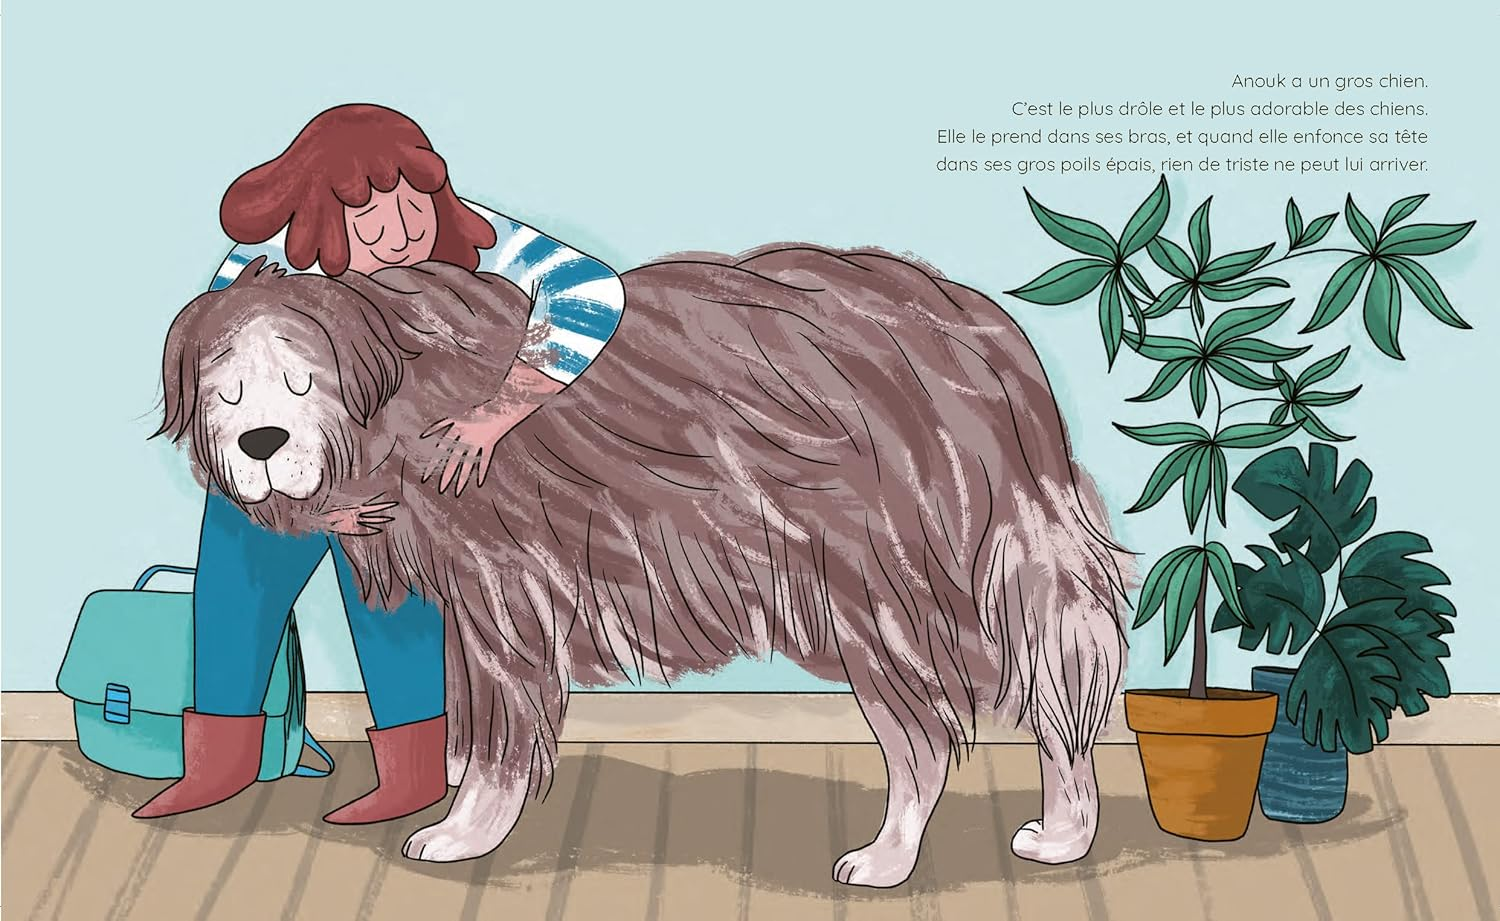 Anouk a un gros chien.
C’est le plus drôle et le plus adorable des chiens.
Elle le prend dans ses bras, et quand elle enfonce sa tête
dans ses gros poils épais, rien de triste ne peut lui arriver.